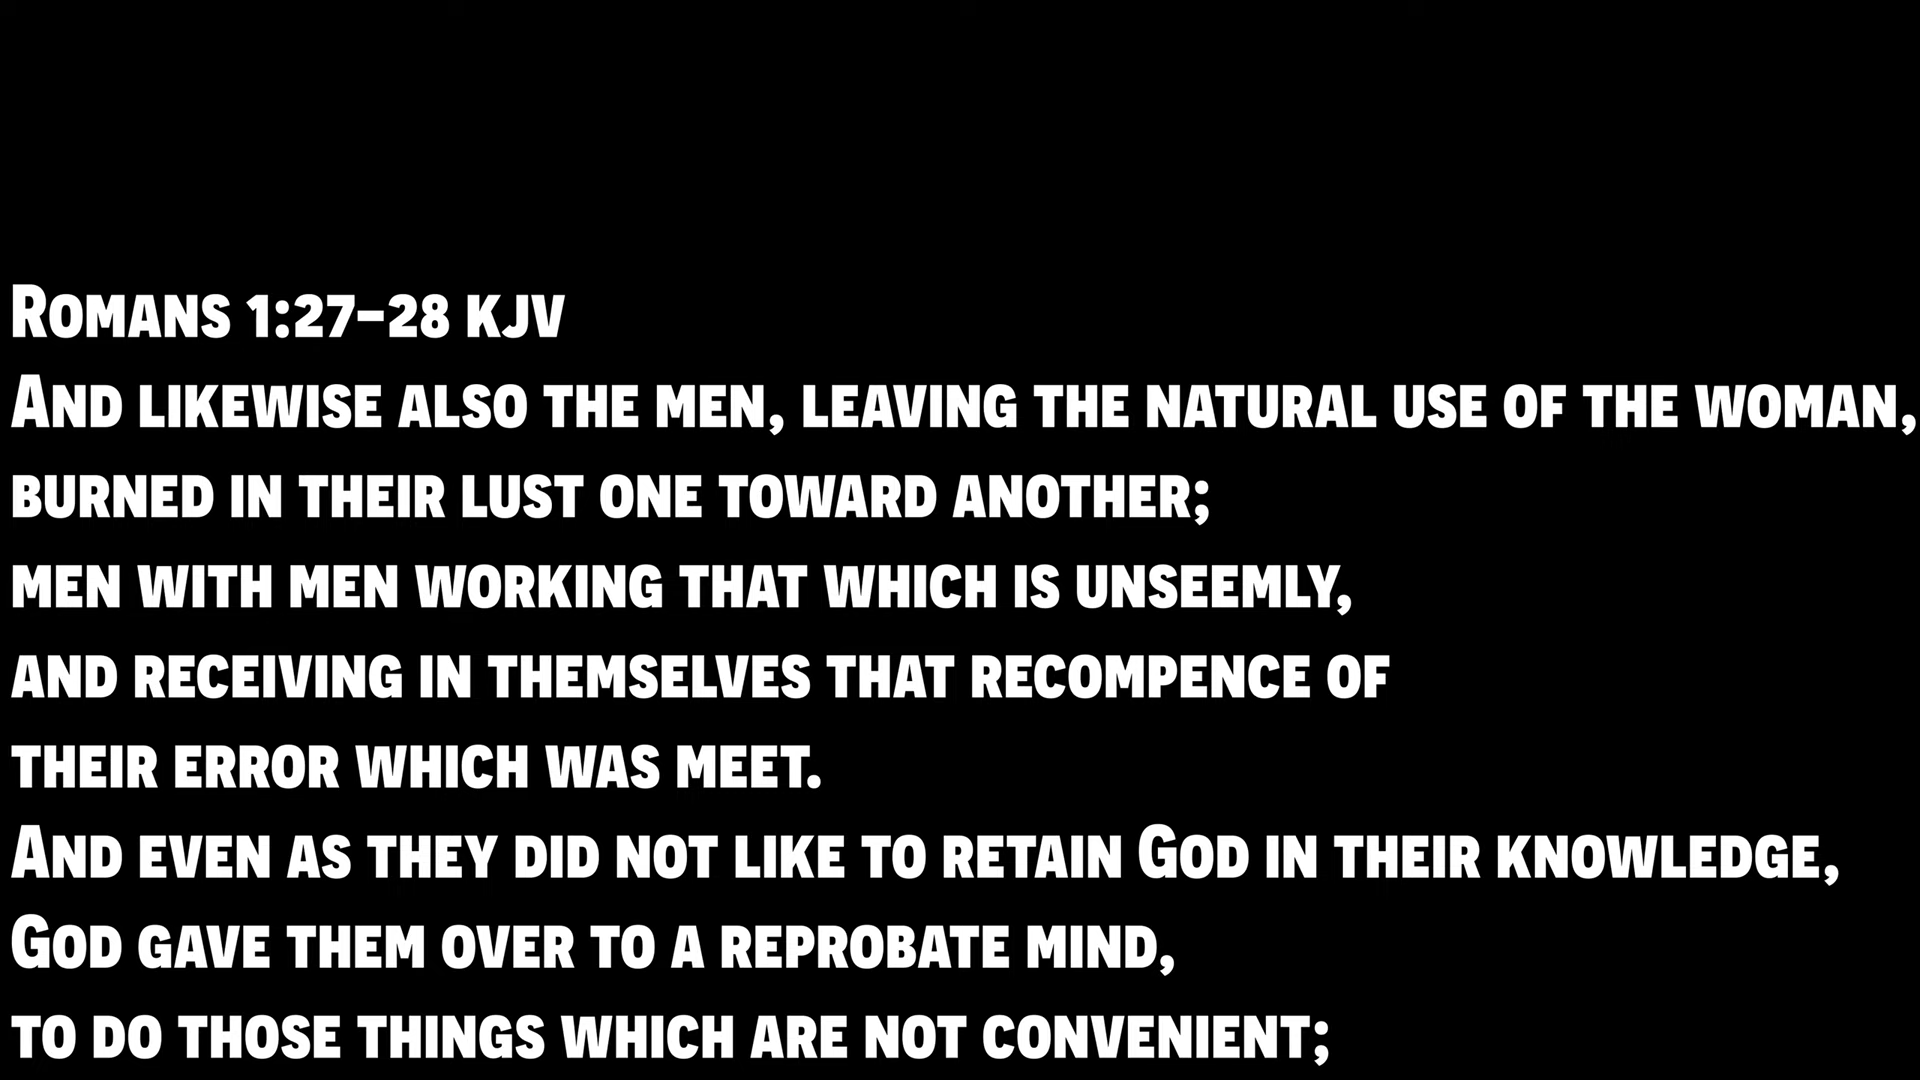 Romans 1:27–28 KJV
And likewise also the men, leaving the natural use of the woman,
burned in their lust one toward another;
men with men working that which is unseemly,
and receiving in themselves that recompence of
their error which was meet.
And even as they did not like to retain God in their knowledge,
God gave them over to a reprobate mind,
to do those things which are not convenient;